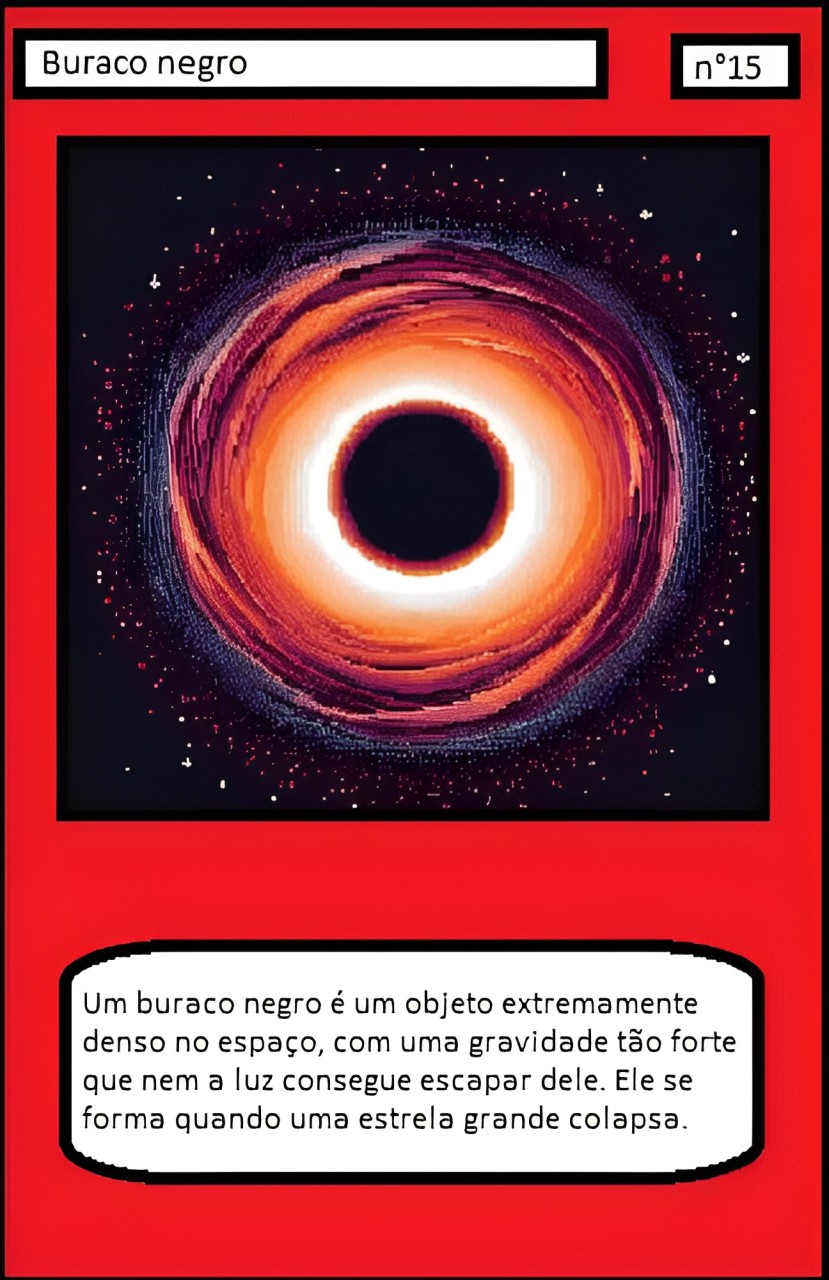 Buraco negro
n°15
Um buraco negro é um objeto extremamente
denso no espaço, com uma gravidade tão forte
que nem a luz consegue escapar dele. Ele se
forma quando uma estrela grande colapsa.